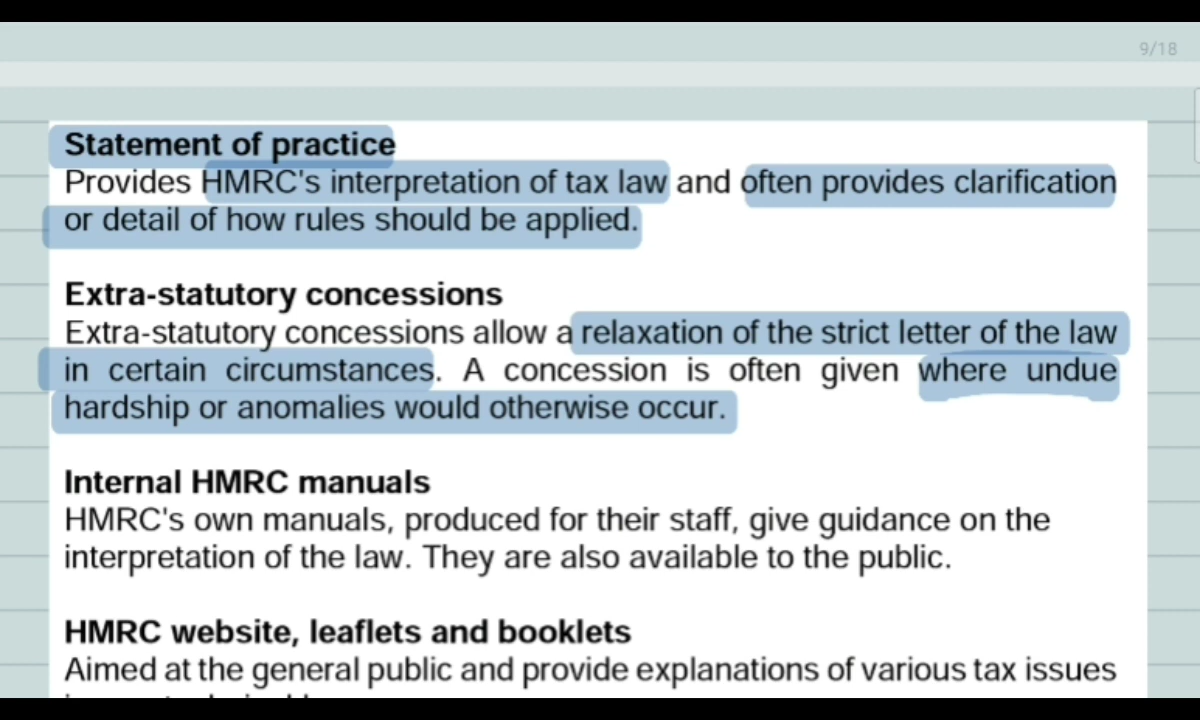 9/18
Statement of practice
Provides HMRC's interpretation of tax law and often provides clarification
or detail of how rules should be applied.
Extra-statutory concessions
Extra-statutory concessions allow a relaxation of the strict letter of the law
in certain circumstances. A concession is often given where undue
hardship or anomalies would otherwise occur.
Internal HMRC manuals
HMRC's own manuals, produced for their staff, give guidance on the
interpretation of the law. They are also available to the public.
HMRC website, leaflets and booklets
Aimed at the general public and provide explanations of various tax issues